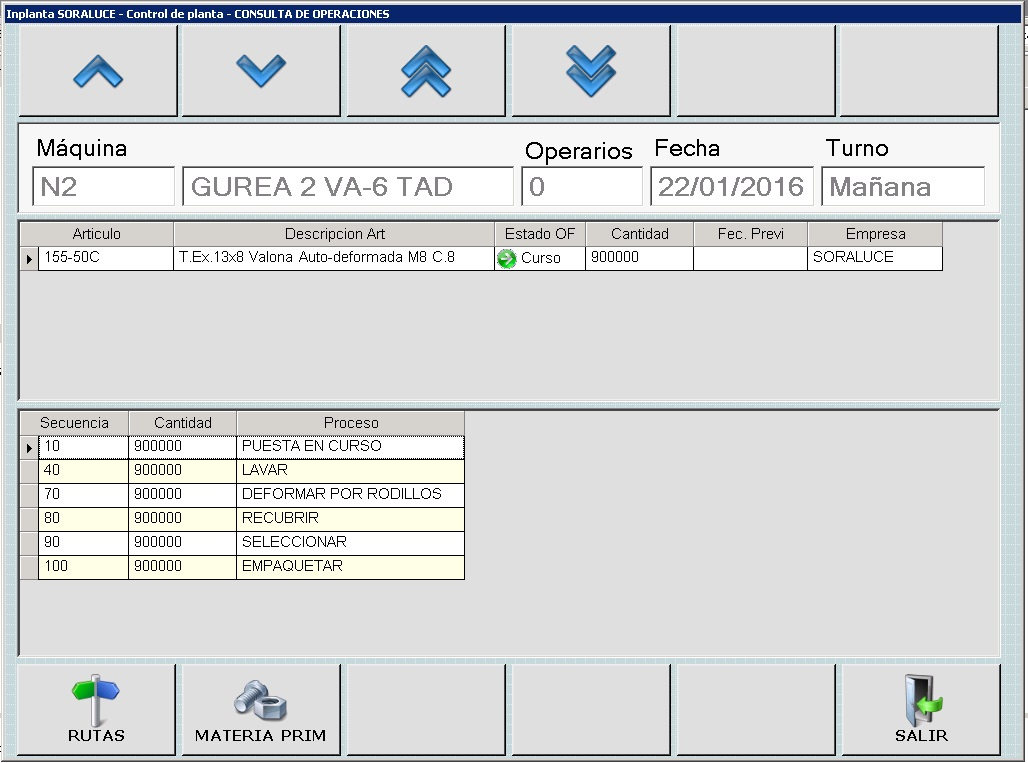 Inplanta SORALUCE - Control de planta - CONSULTA DE OPERACIONES
Máquina Operarios Fecha Turno
N2 GUREA 2 VA-6 TAD 0 22/01/2016 Mañana
Articulo Descripcion Art Estado OF Cantidad Fec. Previ Empresa
155-50C T.Ex.13x8 Valona Auto-deformada M8 C.8 Curso 900000 SORALUCE
Secuencia Cantidad Proceso
10 900000 PUESTA EN CURSO
40 900000 LAVAR
70 900000 DEFORMAR POR RODILLOS
80 900000 RECUBRIR
90 900000 SELECCIONAR
100 900000 EMPAQUETAR
RUTAS MATERIA PRIM SALIR